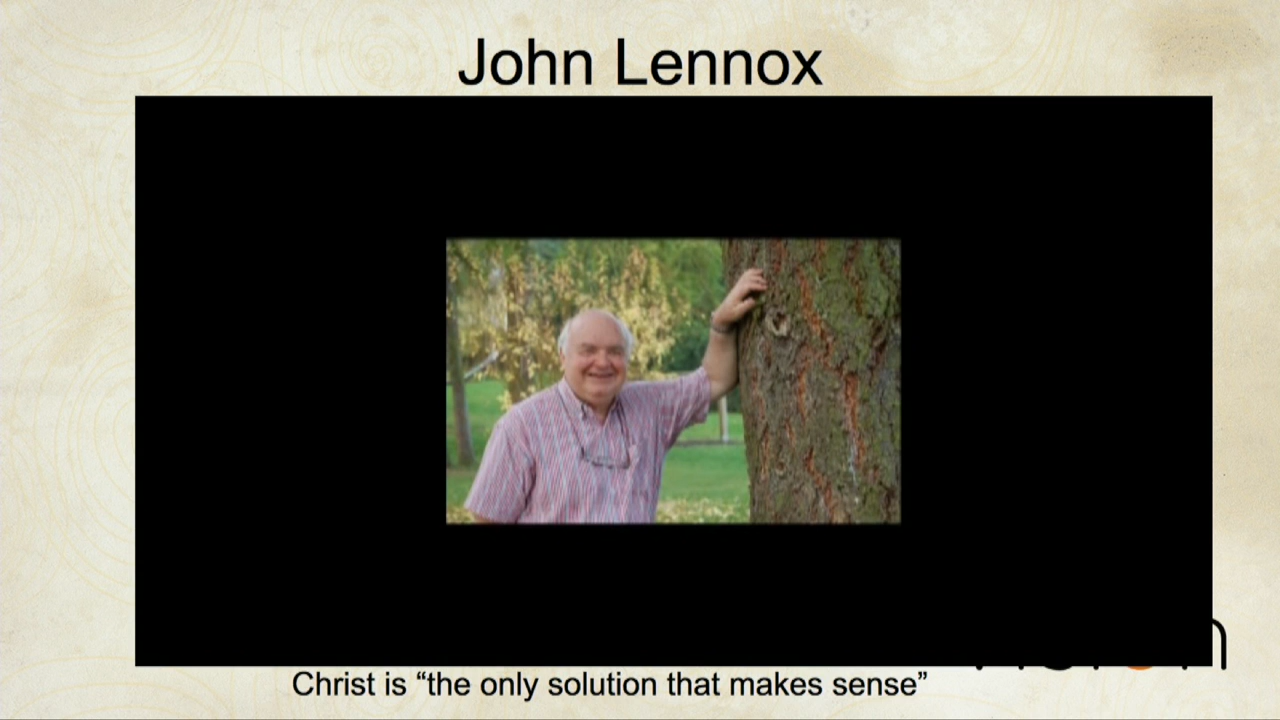 John Lennox
Christ is “the only solution that makes sense”